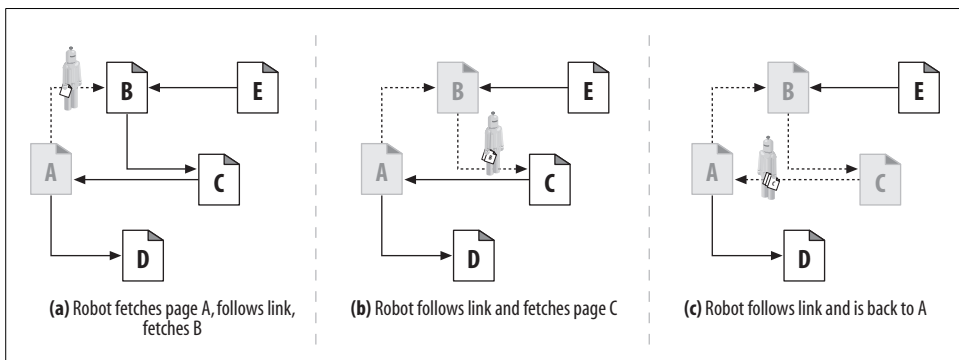 B
E
A
C
D
(a) Robot fetches page A, follows link,
fetches B
B
E
A
C
D
(b) Robot follows link and fetches page C
B
E
A
C
D
(c) Robot follows link and is back to A